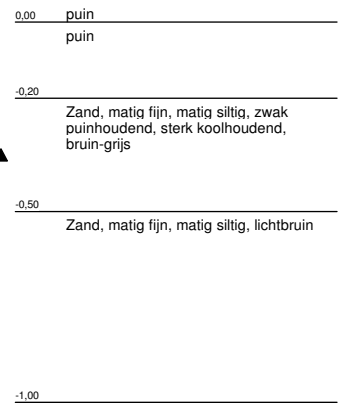 0,00 puin
puin
-0,20
Zand, matig fijn, matig siltig, zwak
puinhoudend, sterk koolhoudend,
bruin-grijs
-0,50
Zand, matig fijn, matig siltig, lichtbruin
-1,00